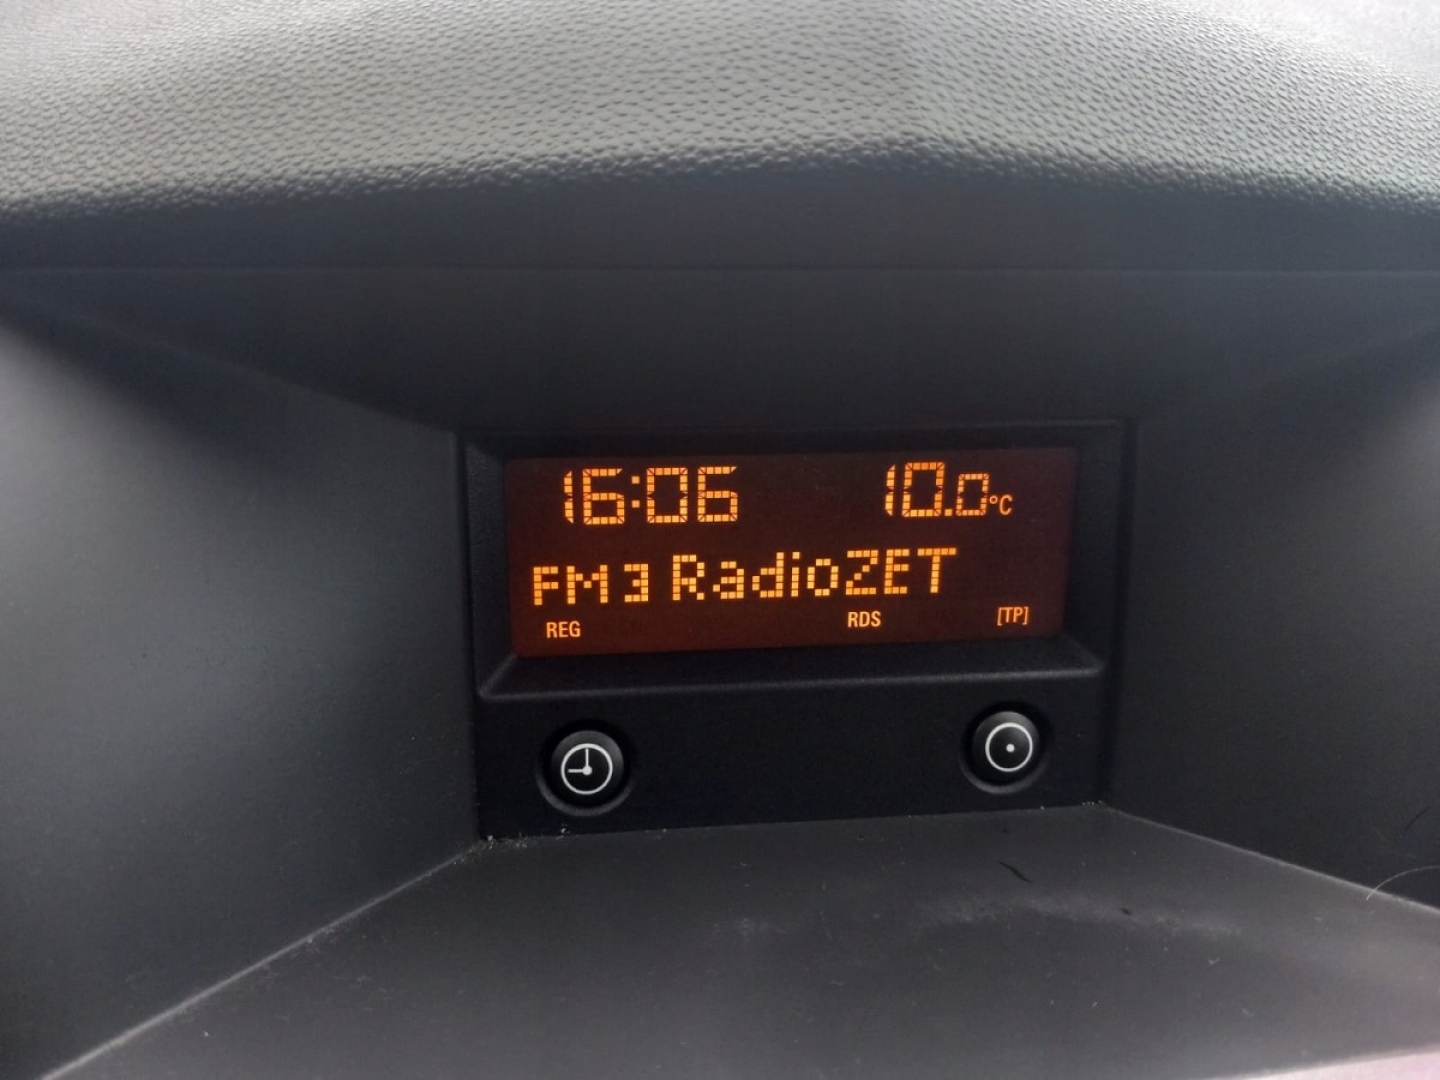 16:06 10.0°C
FM3 RadioZET
REG RDS [TP]